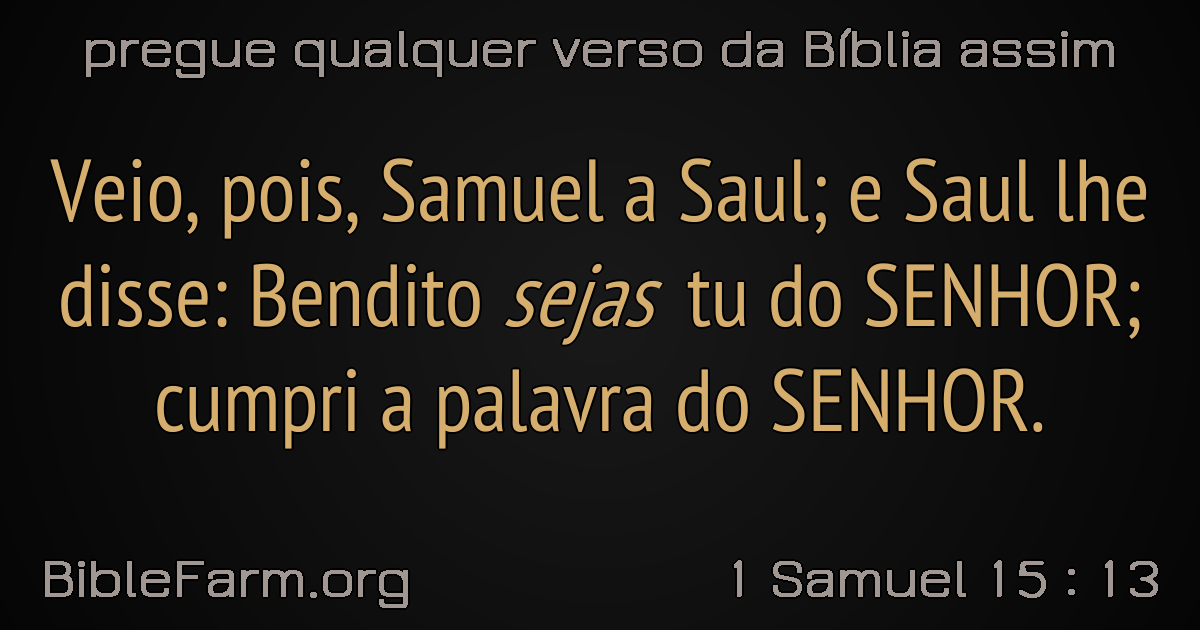 pregue qualquer verso da Bíblia assim
Veio, pois, Samuel a Saul; e Saul lhe
disse: Bendito sejas tu do SENHOR;
cumpri a palavra do SENHOR.
BibleFarm.org
1 Samuel 15 : 13